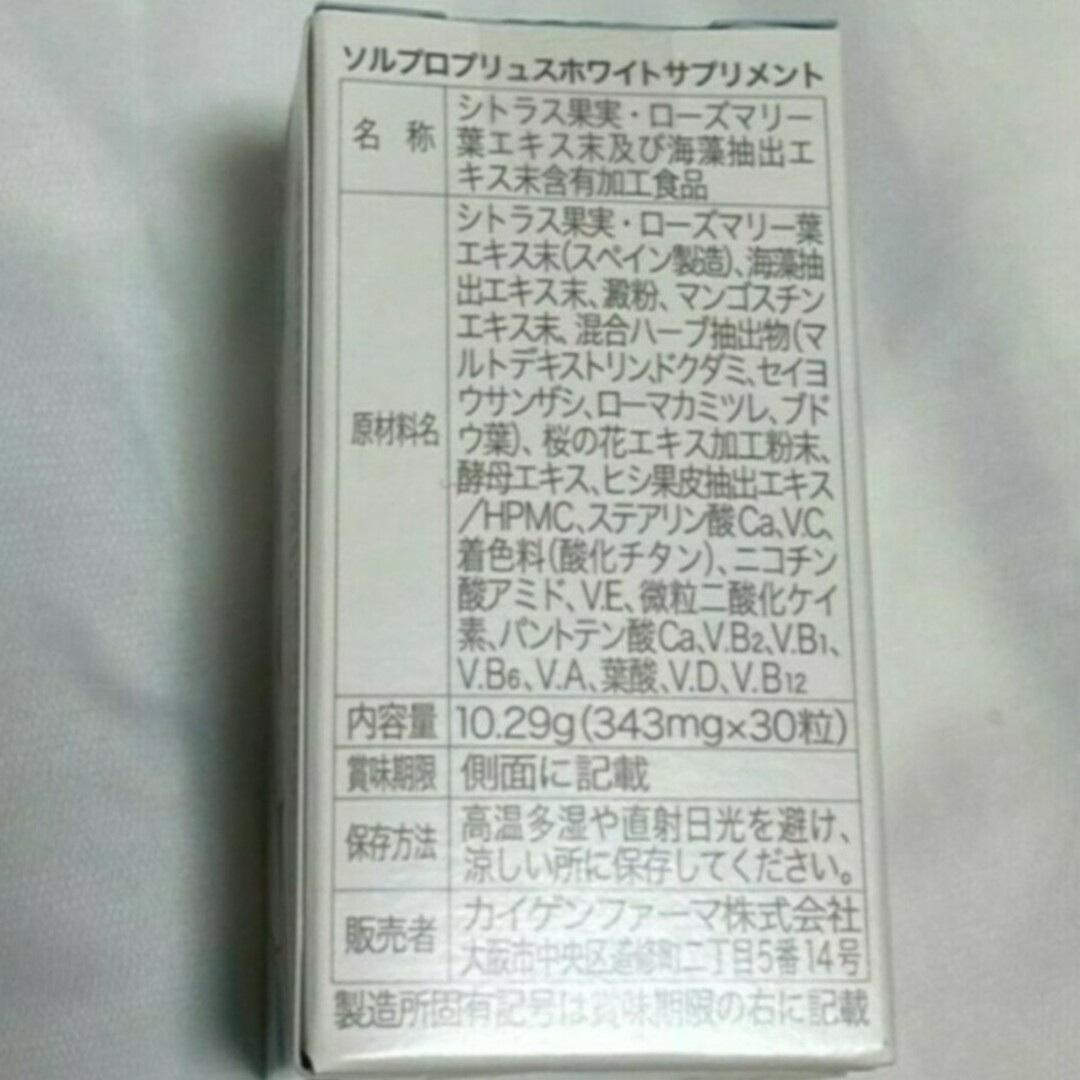 ソルプロプリュスホワイトサプリメント
名称
シトラス果実・ローズマリー
葉エキス末及び海藻抽出エ
キス末含有加工食品
原材料名
シトラス果実・ローズマリー葉
エキス末(スペイン製造)、海藻抽
出エキス末、澱粉、マンゴスチン
エキス末、混合ハーブ抽出物(マ
ルトデキストリン、ドクダミ、セイヨ
ウサンザシ、ローマカミツレ、ブド
ウ葉)、桜の花エキス加工粉末、
酵母エキス、ヒシ果皮抽出エキス
/HPMC、ステアリン酸Ca、V.C、
着色料(酸化チタン)、ニコチン
酸アミド、V.E、微粒二酸化ケイ
素、パントテン酸Ca、V.B2、V.B1、
V.B6、V.A、葉酸、V.D、V.B12
内容量
10.29g(343mg×30粒)
賞味期限
側面に記載
保存方法
高温多湿や直射日光を避け、
涼しい所に保存してください。
販売者
カイゲンファーマ株式会社
大阪市中央区道修町二丁目5番14号
製造所固有記号は賞味期限の右に記載